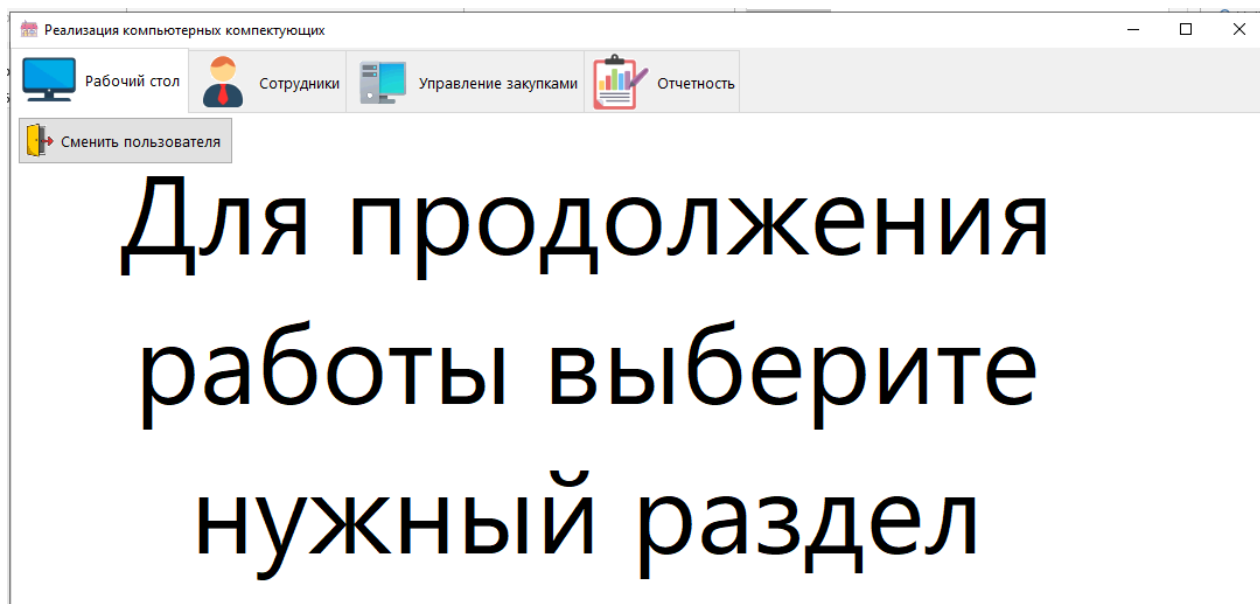 Реализация компьютерных компектующих
Рабочий стол
Сотрудники
Управление закупками
Отчетность
Сменить пользователя
Для продолжения
работы выберите
нужный раздел